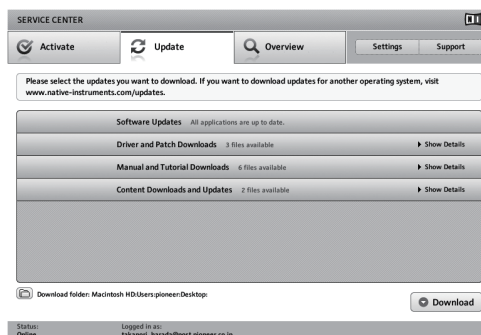 SERVICE CENTER
Activate
Update
Overview
Settings
Support
Please select the updates you want to download. If you want to download updates for another operating system, visit
www.native-instruments.com/updates.
Software Updates All applications are up to date.
Driver and Patch Downloads 3 files available Show Details
Manual and Tutorial Downloads 6 files available Show Details
Content Downloads and Updates 2 files available Show Details
Download folder: Macintosh HD:Users:pioneer:Desktop:
Download
Status:
Logged in as:
Online